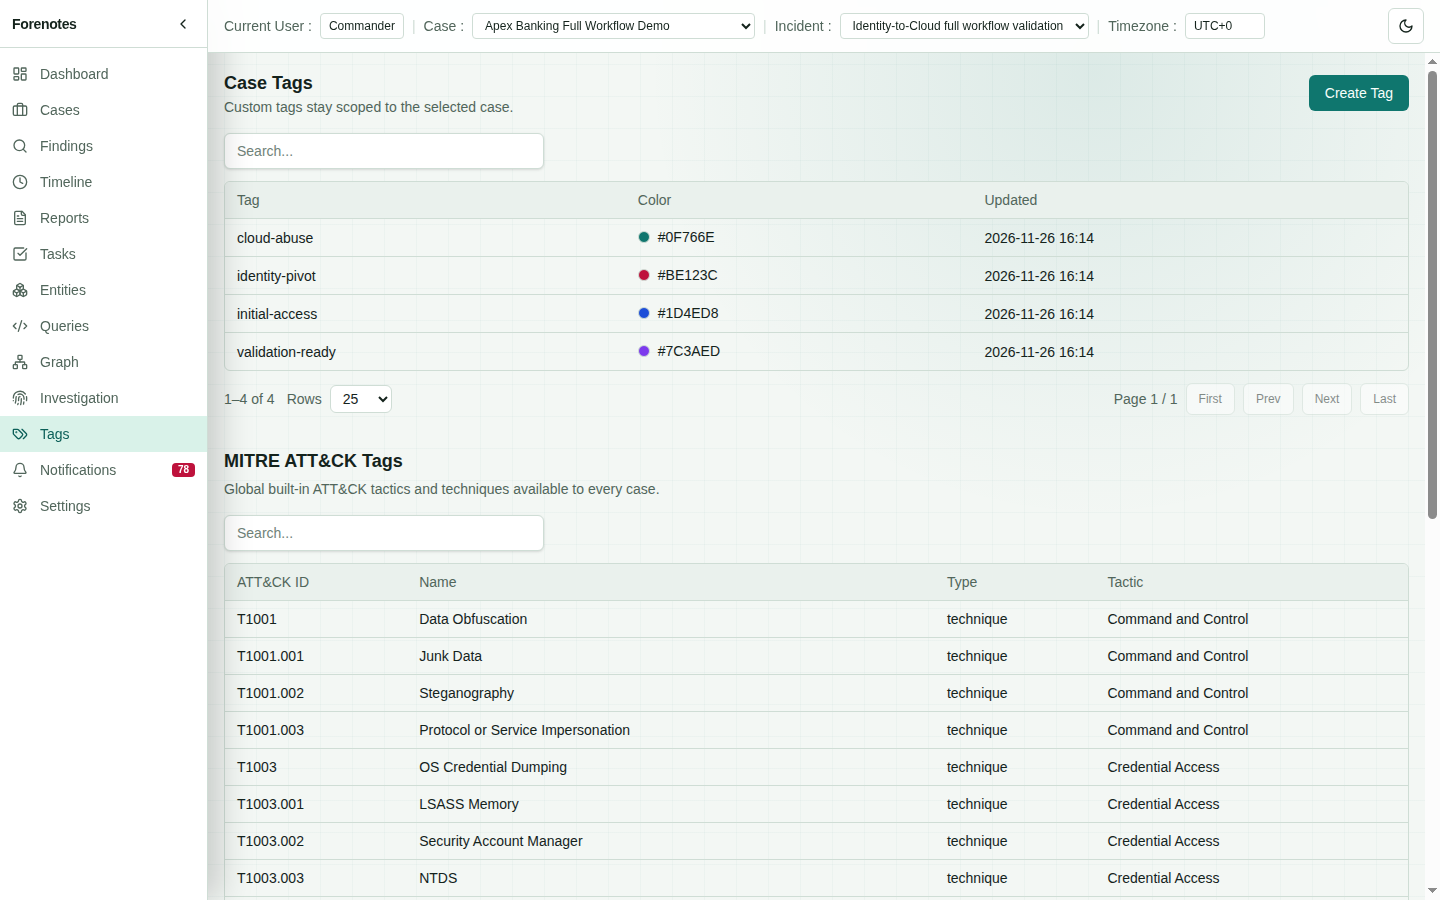 Forenotes
Current User : Commander | Case : Apex Banking Full Workflow Demo | Incident : Identity-to-Cloud full workflow validation | Timezone : UTC+0
Dashboard
Cases
Findings
Timeline
Reports
Tasks
Entities
Queries
Graph
Investigation
Tags
Notifications 78
Settings
Case Tags
Custom tags stay scoped to the selected case.
Create Tag
Search...
Tag Color Updated
cloud-abuse #0F766E 2026-11-26 16:14
identity-pivot #BE123C 2026-11-26 16:14
initial-access #1D4ED8 2026-11-26 16:14
validation-ready #7C3AED 2026-11-26 16:14
1–4 of 4 Rows 25 Page 1 / 1 First Prev Next Last
MITRE ATT&CK Tags
Global built-in ATT&CK tactics and techniques available to every case.
Search...
ATT&CK ID Name Type Tactic
T1001 Data Obfuscation technique Command and Control
T1001.001 Junk Data technique Command and Control
T1001.002 Steganography technique Command and Control
T1001.003 Protocol or Service Impersonation technique Command and Control
T1003 OS Credential Dumping technique Credential Access
T1003.001 LSASS Memory technique Credential Access
T1003.002 Security Account Manager technique Credential Access
T1003.003 NTDS technique Credential Access